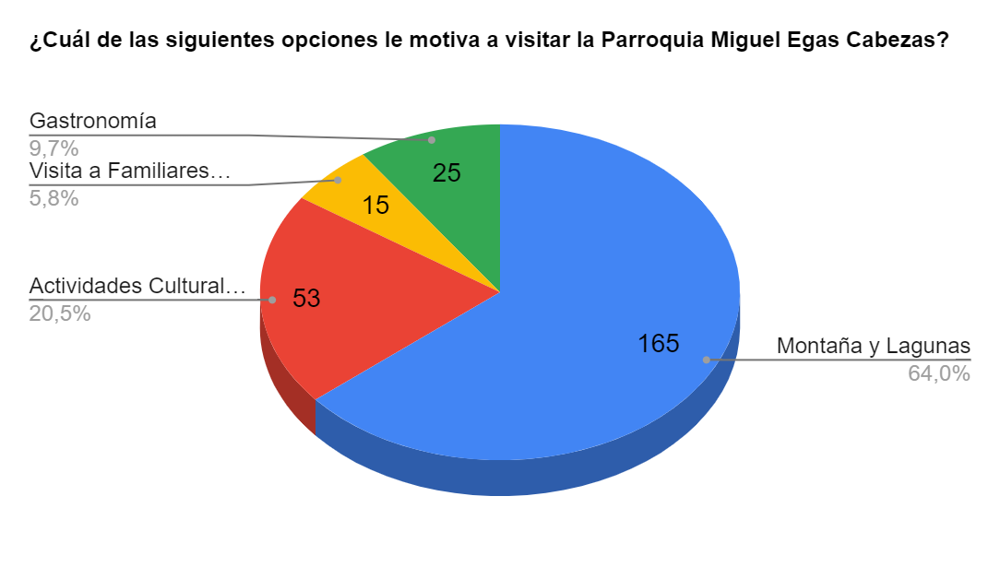 ¿Cuál de las siguientes opciones le motiva a visitar la Parroquia Miguel Egas Cabezas?
Gastronomía
9,7%
Visita a Familiares…
5,8%
Actividades Cultural…
20,5%
25
15
53
165
Montaña y Lagunas
64,0%